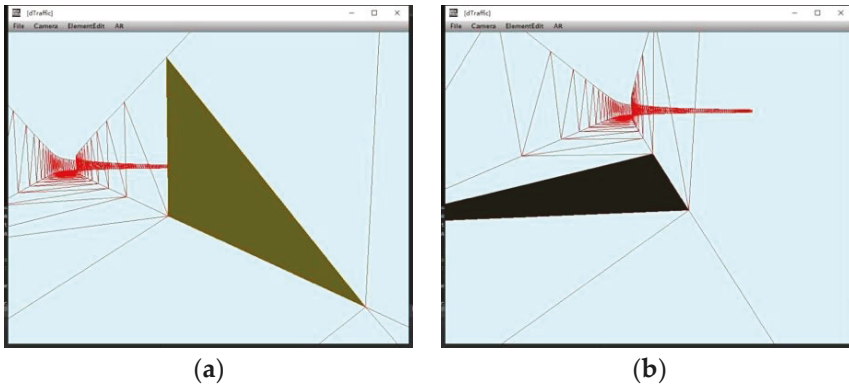 [dTraffic]
File Camera ElementEdit AR
[dTraffic]
File Camera ElementEdit AR
(a)
(b)